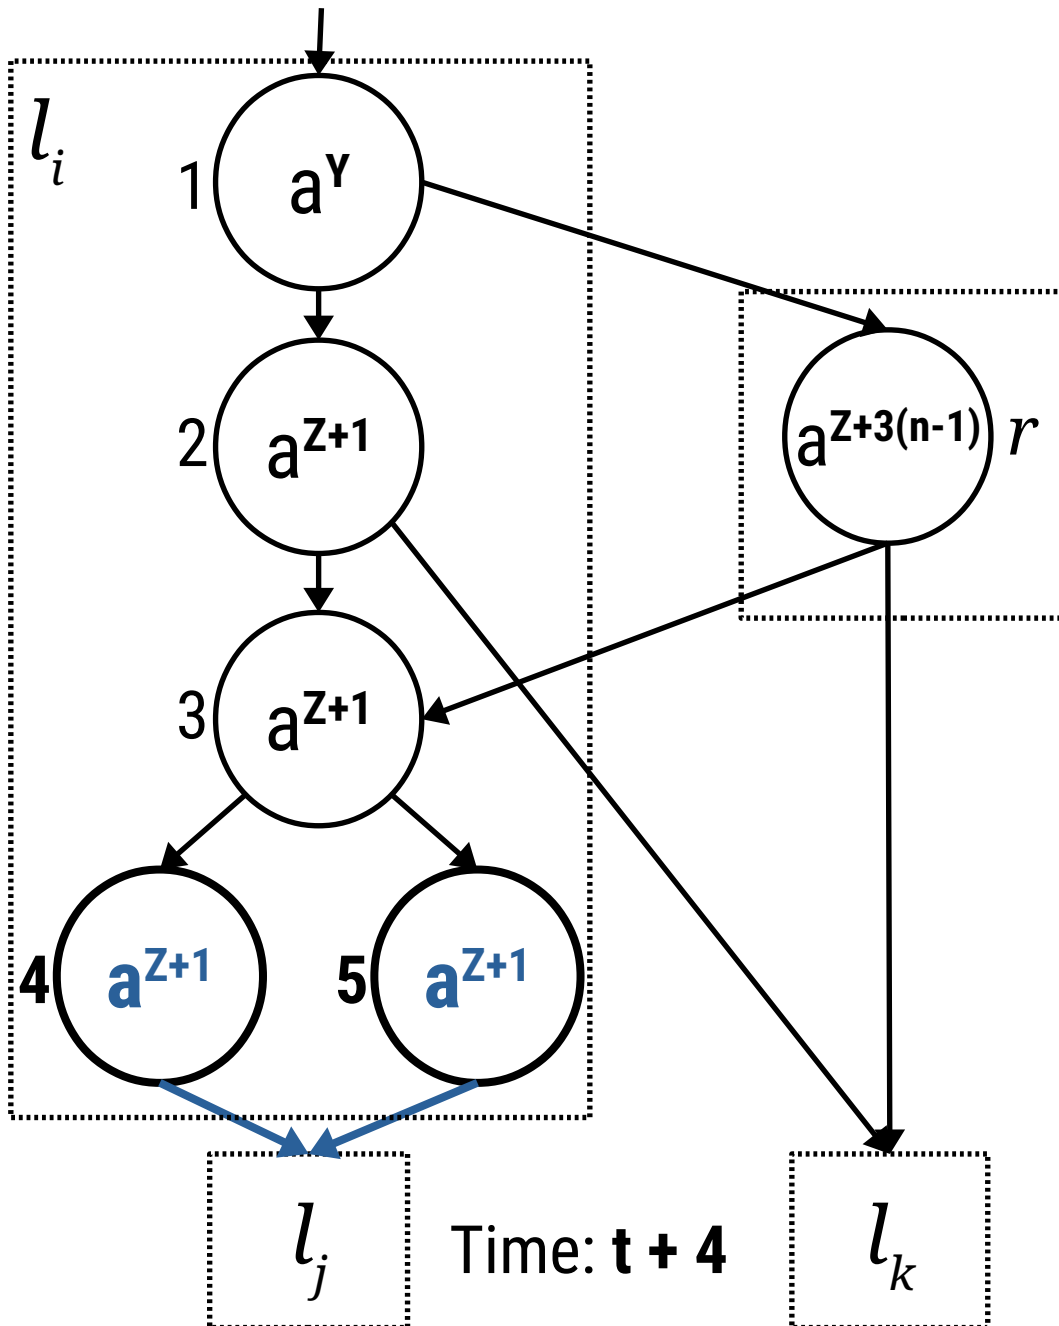 l_i
1 a^Y
2 a^{Z+1}
a^{Z+3(n-1)} r
3 a^{Z+1}
4 a^{Z+1}
5 a^{Z+1}
l_j
Time: t + 4
l_k